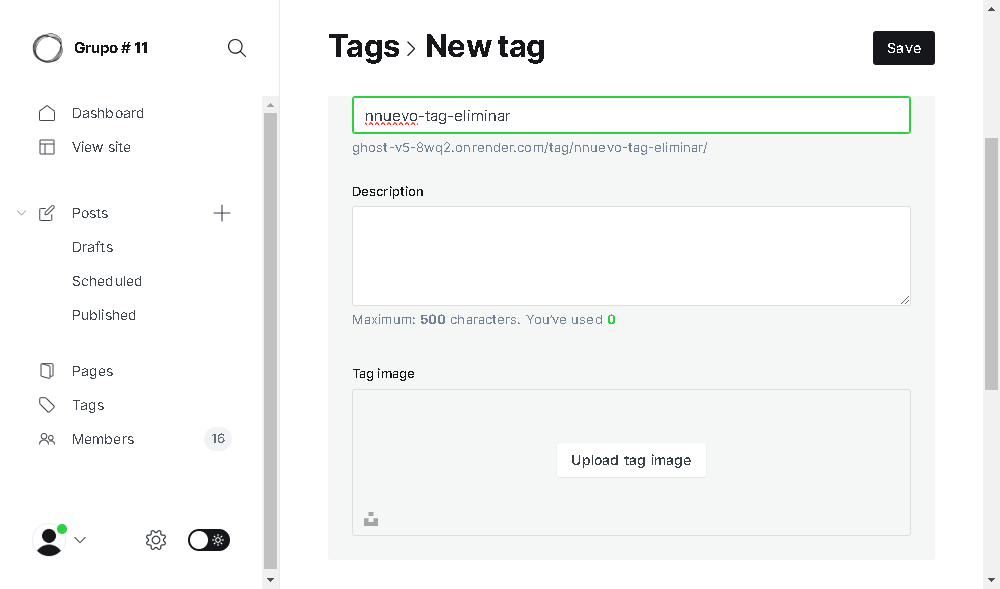 Grupo # 11
Dashboard
View site
Posts
Drafts
Scheduled
Published
Pages
Tags
Members 16
Tags › New tag
Save
nnuevo-tag-eliminar
ghost-v5-8wq2.onrender.com/tag/nnuevo-tag-eliminar/
Description
Maximum: 500 characters. You've used 0
Tag image
Upload tag image